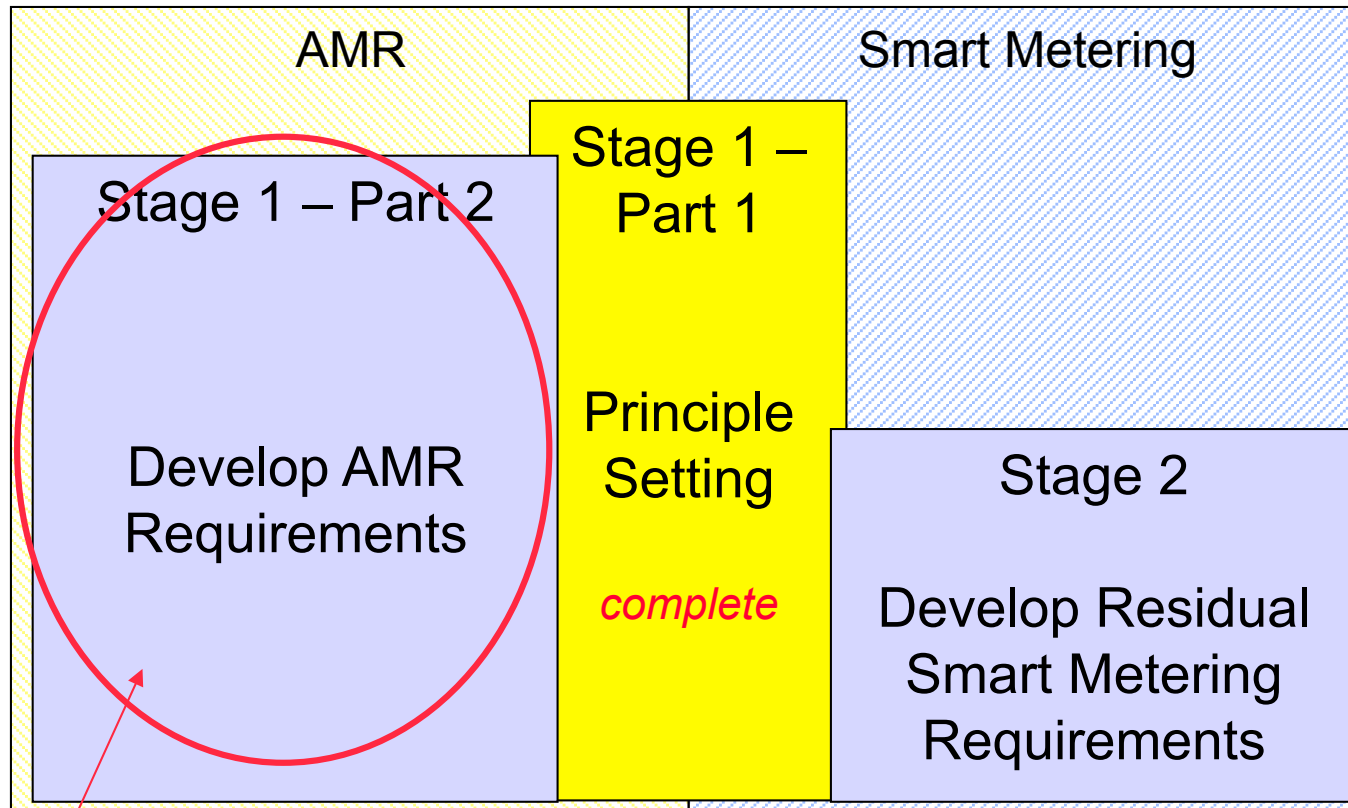 AMR
Smart Metering
Stage 1 – Part 2
Develop AMR
Requirements
Stage 1 –
Part 1
Principle
Setting
complete
Stage 2
Develop Residual
Smart Metering
Requirements